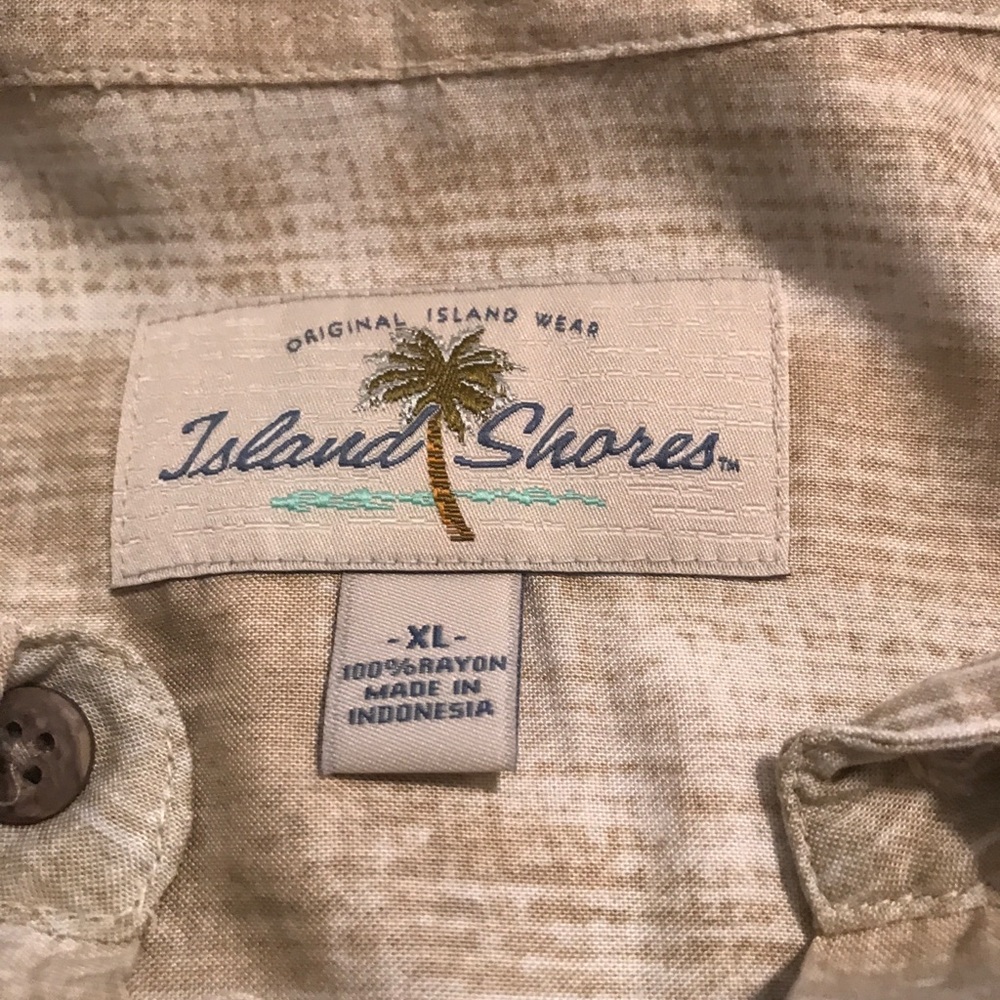 ORIGINAL ISLAND WEAR
Island Shores™
-XL-
100%RAYON
MADE IN
INDONESIA